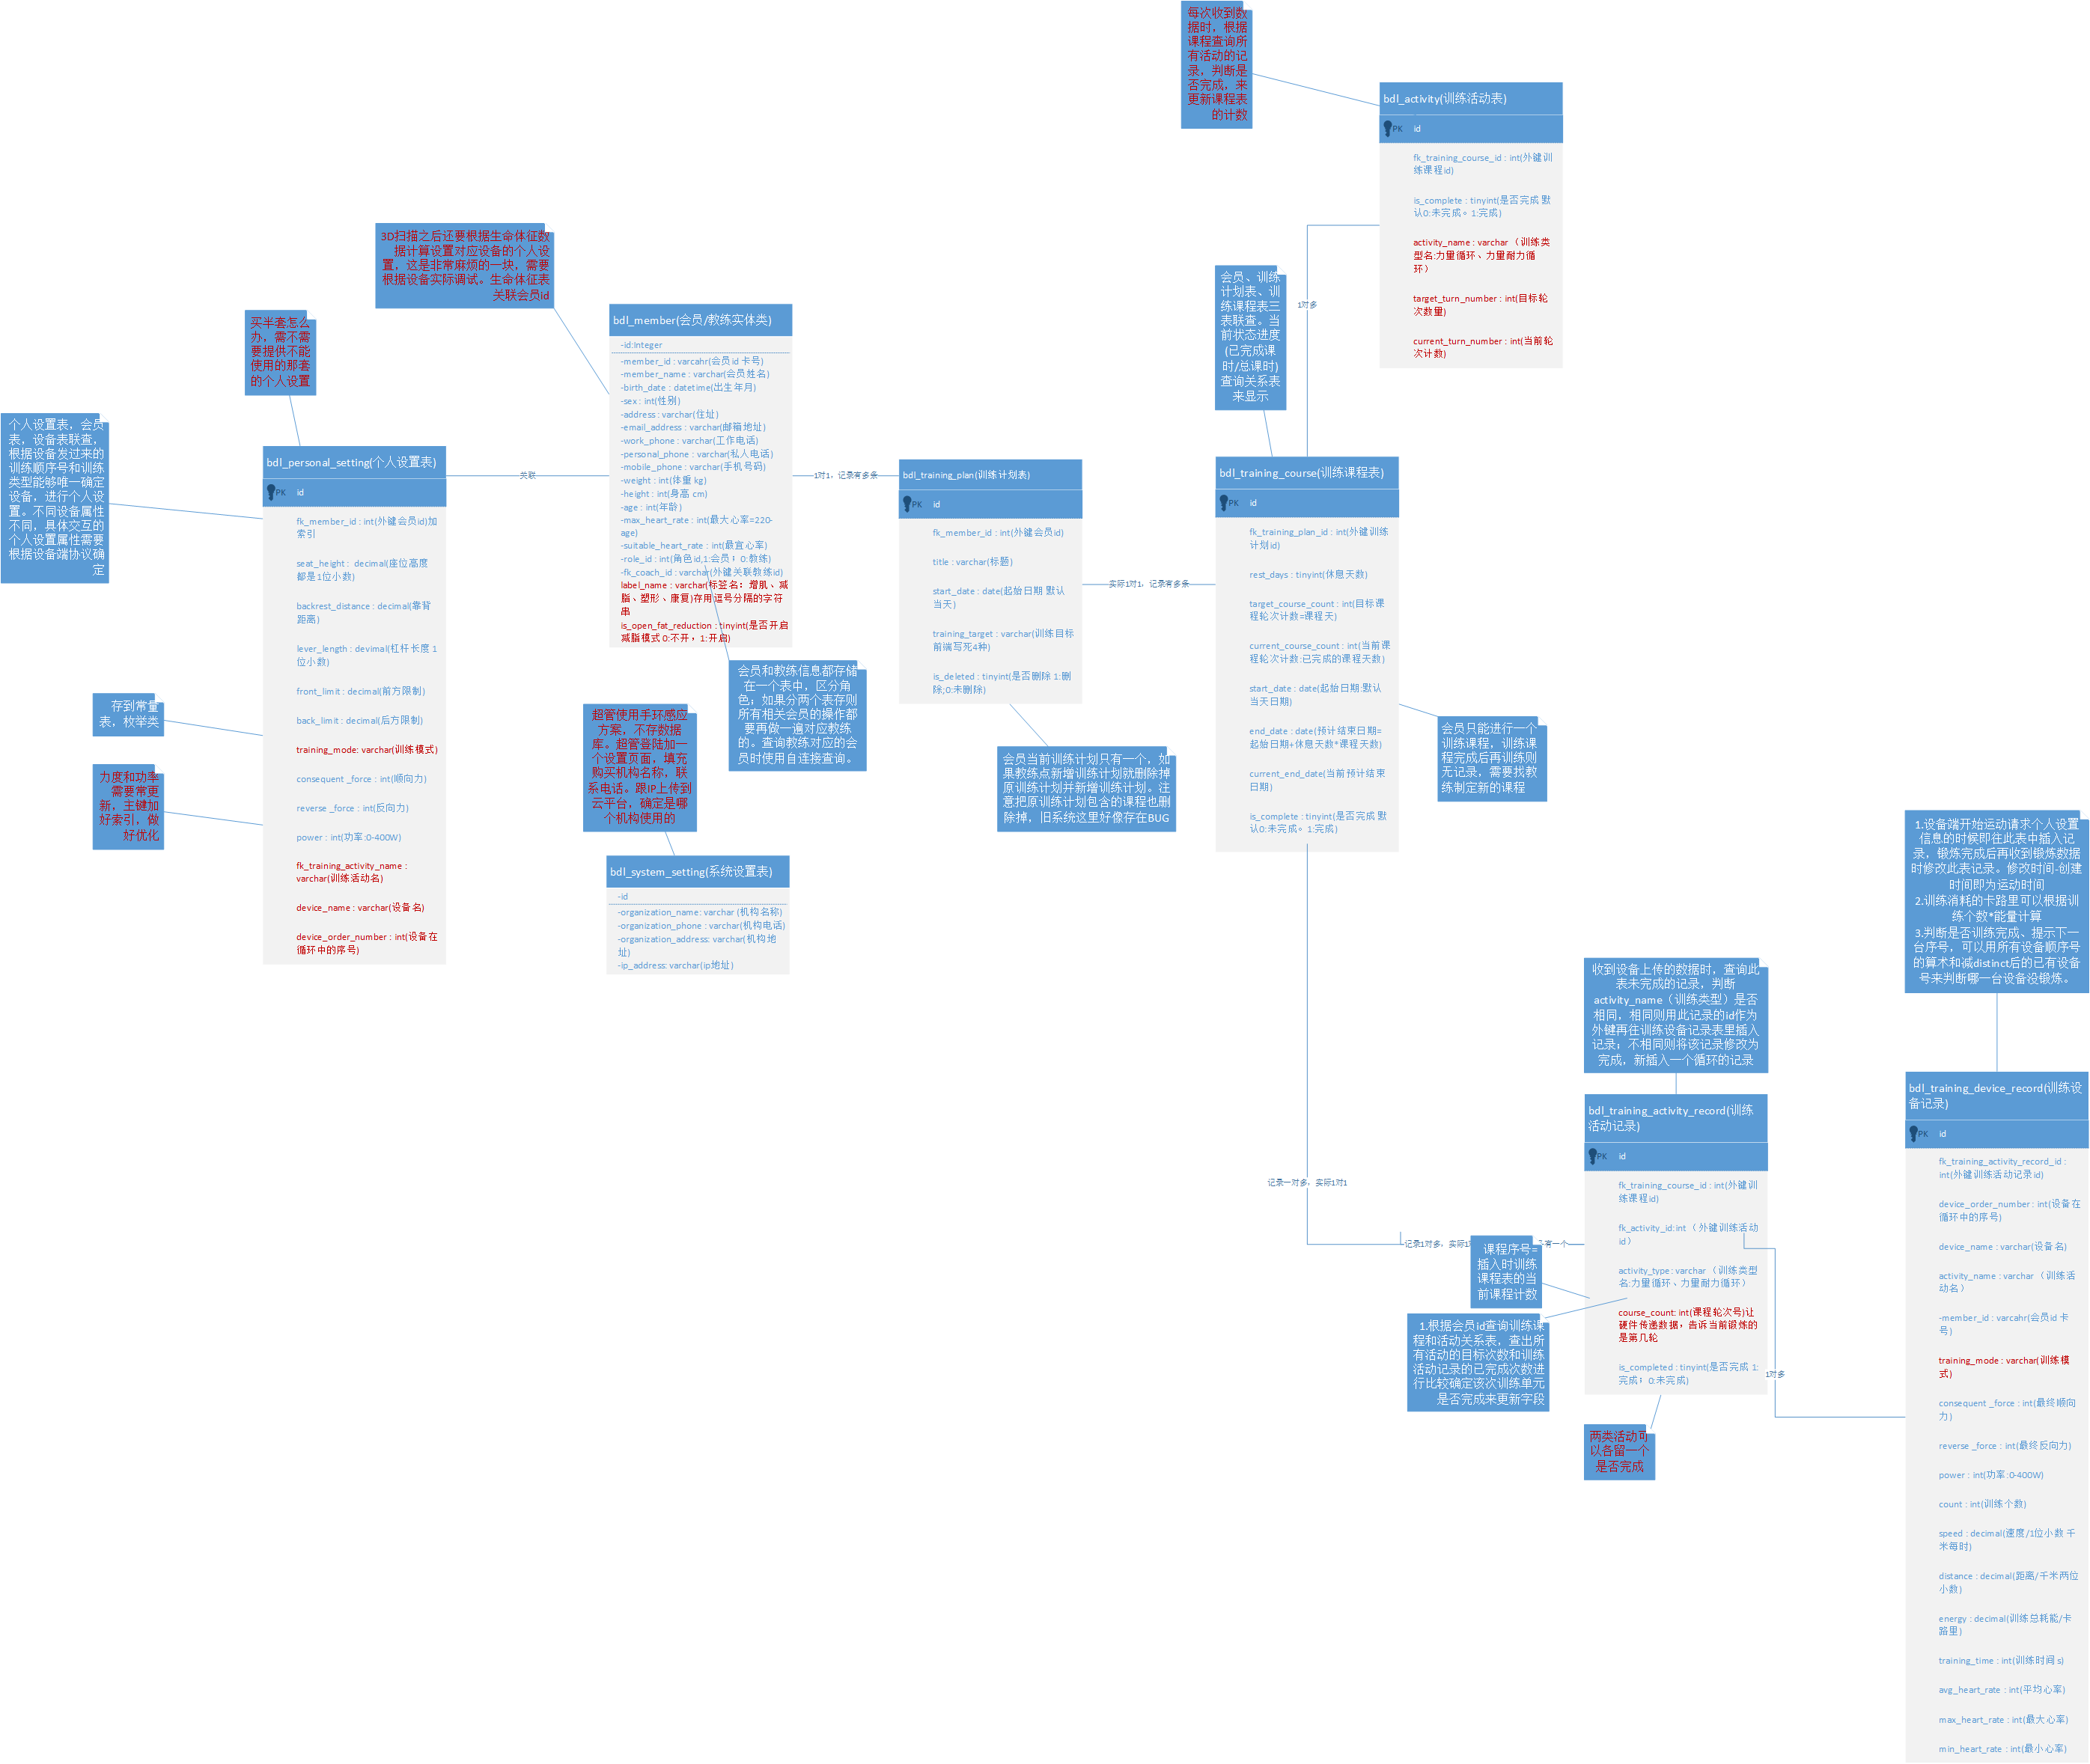 每次收到数
据时，根据
课程查询所
有活动的记
录，判断是
否完成，来
更新课程表
的计数
bdl_activity(训练活动表)
PK
id
fk_training_course_id : int(外键训
练课程id)
is_complete : tinyint(是否完成 默
认0:未完成。1:完成)
activity_name : varchar （训练类
型名:力量循环、力量耐力循
环）
target_turn_number : int(目标轮
次数量)
current_turn_number : int(当前轮
次计数)
1对多
3D扫描之后还要根据生命体征数
据计算设置对应设备的个人设
置，这是非常麻烦的一块，需要
根据设备实际调试。生命体征表
关联会员id
买半套怎么
办，需不需
要提供不能
使用的那套
的个人设置
个人设置表，会员
表，设备表联查，
根据设备发过来的
训练顺序号和训练
类型能够唯一确定
设备，进行个人设
置。不同设备属性
不同，具体交互的
个人设置属性需要
根据设备端协议确
定
存到常量
表，枚举类
力度和功率
需要常更
新，主键加
好索引，做
好优化
bdl_personal_setting(个人设置表)
PK
id
fk_member_id : int(外键会员id)加
索引
seat_height :  decimal(座位高度
都是1位小数)
backrest_distance : decimal(靠背
距离)
lever_length : devimal(杠杆长度 1
位小数)
front_limit : decimal(前方限制)
back_limit : decimal(后方限制)
training_mode: varchar(训练模式)
consequent _force : int(顺向力)
reverse _force : int(反向力)
power : int(功率:0-400W)
fk_training_activity_name :
varchar(训练活动名)
device_name : varchar(设备名)
device_order_number : int(设备在
循环中的序号)
关联
bdl_member(会员/教练实体类)
-id:Integer
-member_id : varcahr(会员id 卡号)
-member_name : varchar(会员姓名)
-birth_date : datetime(出生年月)
-sex : int(性别)
-address : varchar(住址)
-email_address : varchar(邮箱地址)
-work_phone : varchar(工作电话)
-personal_phone : varchar(私人电话)
-mobile_phone : varchar(手机号码)
-weight : int(体重 kg)
-height : int(身高 cm)
-age : int(年龄)
-max_heart_rate : int(最大心率=220-
age)
-suitable_heart_rate : int(最宜心率)
-role_id : int(角色id,1:会员；0:教练)
-fk_coach_id : varchar(外键关联教练id)
label_name : varchar(标签名：增肌、减
脂、塑形、康复)存用逗号分隔的字符
串
is_open_fat_reduction : tinyint(是否开启
减脂模式 0:不开，1:开启)
会员和教练信息都存储
在一个表中，区分角
色；如果分两个表存则
所有相关会员的操作都
要再做一遍对应教练
的。查询教练对应的会
员时使用自连接查询。
超管使用手环感应
方案，不存数据
库。超管登陆加一
个设置页面，填充
购买机构名称，联
系电话。跟IP上传到
云平台，确定是哪
个机构使用的
bdl_system_setting(系统设置表)
-id
-organization_name: varchar (机构名称)
-organization_phone : varchar(机构电话)
-organization_address: varchar(机构地
址)
-ip_address: varchar(ip地址)
1对1，记录有多条
bdl_training_plan(训练计划表)
PK
id
fk_member_id : int(外键会员id)
title : varchar(标题)
start_date : date(起始日期 默认
当天)
training_target : varchar(训练目标
前端写死4种)
is_deleted : tinyint(是否删除 1:删
除;0:未删除)
会员当前训练计划只有一个，如
果教练点新增训练计划就删除掉
原训练计划并新增训练计划。注
意把原训练计划包含的课程也删
除掉，旧系统这里好像存在BUG
实际1对1，记录有多条
会员、训练
计划表、训
练课程表三
表联查。当
前状态进度
(已完成课
时/总课时)
查询关系表
来显示
bdl_training_course(训练课程表)
PK
id
fk_training_plan_id : int(外键训练
计划id)
rest_days : tinyint(休息天数)
target_course_count : int(目标课
程轮次计数=课程天)
current_course_count : int(当前课
程轮次计数:已完成的课程天数)
start_date : date(起始日期:默认
当天日期)
end_date : date(预计结束日期=
起始日期+休息天数*课程天数)
current_end_date(当前预计结束
日期)
is_complete : tinyint(是否完成 默
认0:未完成。1:完成)
会员只能进行一个
训练课程，训练课
程完成后再训练则
无记录，需要找教
练制定新的课程
记录一对多，实际1对1
记录1对多，实际1
有一个
课程序号=
插入时训练
课程表的当
前课程计数
1.根据会员id查询训练课
程和活动关系表，查出所
有活动的目标次数和训练
活动记录的已完成次数进
行比较确定该次训练单元
是否完成来更新字段
收到设备上传的数据时，查询此
表未完成的记录，判断
activity_name（训练类型）是否
相同，相同则用此记录的id作为
外键再往训练设备记录表里插入
记录；不相同则将该记录修改为
完成，新插入一个循环的记录
bdl_training_activity_record(训练
活动记录)
PK
id
fk_training_course_id : int(外键训
练课程id)
fk_activity_id:int（外键训练活动
id）
activity_type: varchar （训练类型
名:力量循环、力量耐力循环）
course_count: int(课程轮次号)让
硬件传递数据，告诉当前锻炼的
是第几轮
is_completed : tinyint(是否完成 1:
完成；0:未完成)
两类活动可
以各留一个
是否完成
1对多
1.设备端开始运动请求个人设置
信息的时候即在此表中插入记
录，锻炼完成后再收到锻炼数据
时修改此表记录。修改时间-创建
时间即为运动时间
2.训练消耗的卡路里可以根据训
练个数*能量计算
3.判断是否训练完成、提示下一
台序号，可以用所有设备顺序号
的算术和减distinct后的已有设备
号来判断哪一台设备没锻炼。
bdl_training_device_record(训练设
备记录)
PK
id
fk_training_activity_record_id :
int(外键训练活动记录id)
device_order_number : int(设备在
循环中的序号)
device_name : varchar(设备名)
activity_name : varchar （训练活
动名）
-member_id : varcahr(会员id 卡
号)
training_mode : varchar(训练模
式)
consequent _force : int(最终顺向
力)
reverse _force : int(最终反向力)
power : int(功率:0-400W)
count : int(训练个数)
speed : decimal(速度/1位小数 千
米每时)
distance : decimal(距离/千米两位
小数)
energy : decimal(训练总耗能/卡
路里)
training_time : int(训练时间 s)
avg_heart_rate : int(平均心率)
max_heart_rate : int(最大心率)
min_heart_rate : int(最小心率)